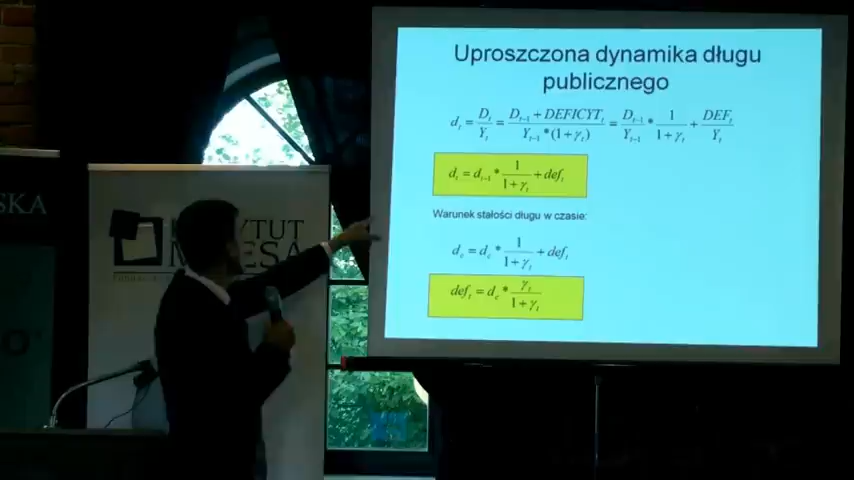 Uproszczona dynamika długu
publicznego
d_t = D_t / Y_t = (D_{t-1} + DEFICYT_t) / (Y_{t-1} * (1 + γ_t)) = D_{t-1} / Y_{t-1} * 1 / (1 + γ_t) + DEF_t / Y_t
d_t = d_{t-1} * 1 / (1 + γ_t) + def_t
Warunek stałości długu w czasie:
d_c = d_c * 1 / (1 + γ_t) + def_t
def_t = d_c * γ_t / (1 + γ_t)
SKA
YTUT
ESA